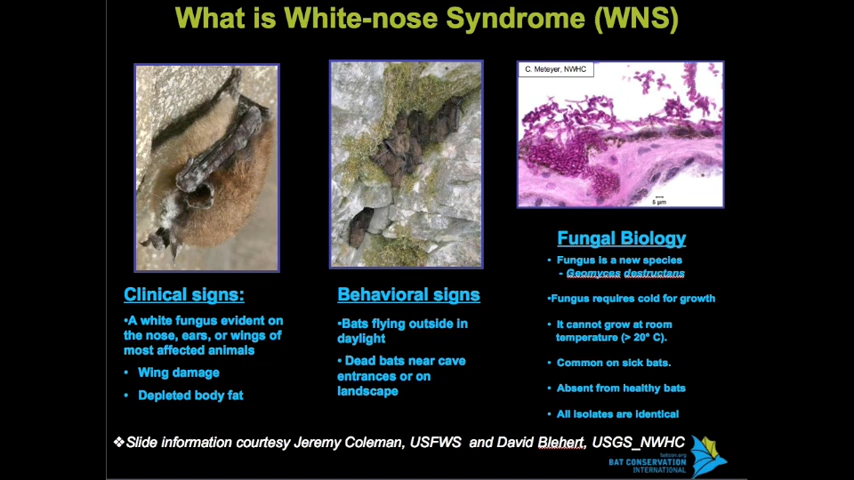 What is White-nose Syndrome (WNS)
C. Meteyer, NWHC
5 µm
Clinical signs:
•A white fungus evident on
the nose, ears, or wings of
most affected animals
• Wing damage
• Depleted body fat
Behavioral signs
•Bats flying outside in
daylight
• Dead bats near cave
entrances or on
landscape
Fungal Biology
• Fungus is a new species
- Geomyces destructans
•Fungus requires cold for growth
• It cannot grow at room
temperature (> 20° C).
• Common on sick bats.
• Absent from healthy bats
• All isolates are identical
❖Slide information courtesy Jeremy Coleman, USFWS and David Blehert, USGS_NWHC
batcon.org
BAT CONSERVATION
INTERNATIONAL